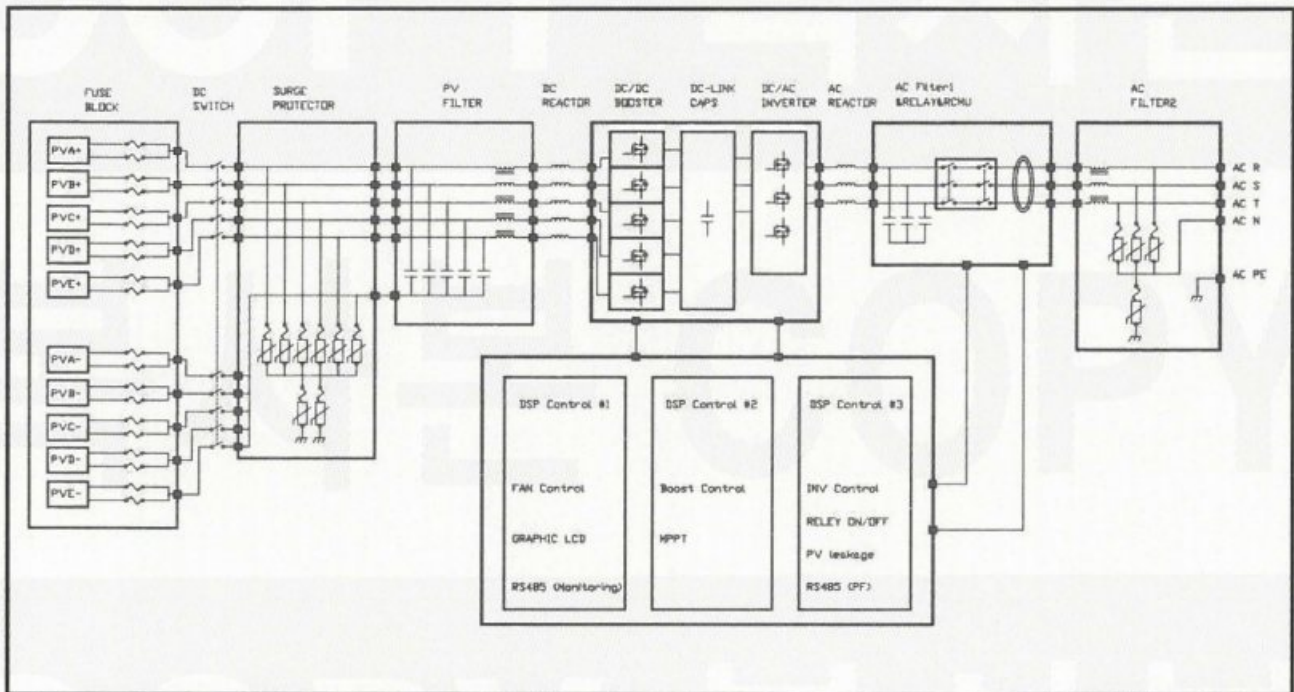 FUSE
BLOCK
DC
SWITCH
SURGE
PROTECTOR
PV
FILTER
DC
REACTOR
DC/DC
BOOSTER
DC-LINK
CAPS
DC/AC
INVERTER
AC
REACTOR
AC Filter1
&RELAY&RCMU
AC
FILTER2
PVA+
PVB+
PVC+
PVD+
PVE+
PVA-
PVB-
PVC-
PVD-
PVE-
AC R
AC S
AC T
AC N
AC PE
DSP Control #1
FAN Control
GRAPHIC LCD
RS485 (Monitoring)
DSP Control #2
Boost Control
MPPT
DSP Control #3
INV Control
RELEY ON/OFF
PV leakage
RS485 (PF)
COPY